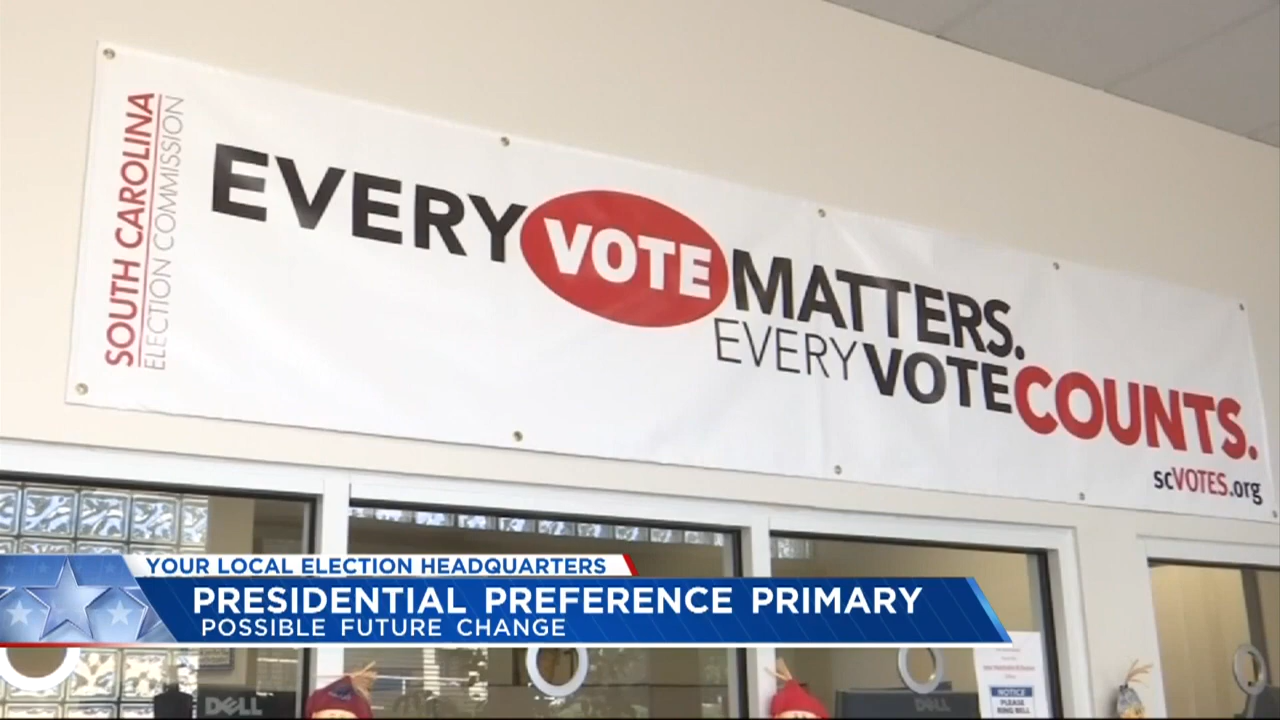 SOUTH CAROLINA
ELECTION COMMISSION
EVERY VOTE MATTERS.
EVERY VOTE COUNTS.
scVOTES.org
YOUR LOCAL ELECTION HEADQUARTERS
PRESIDENTIAL PREFERENCE PRIMARY
POSSIBLE FUTURE CHANGE
DELL
DELL
NOTICE
PLEASE
RING BELL